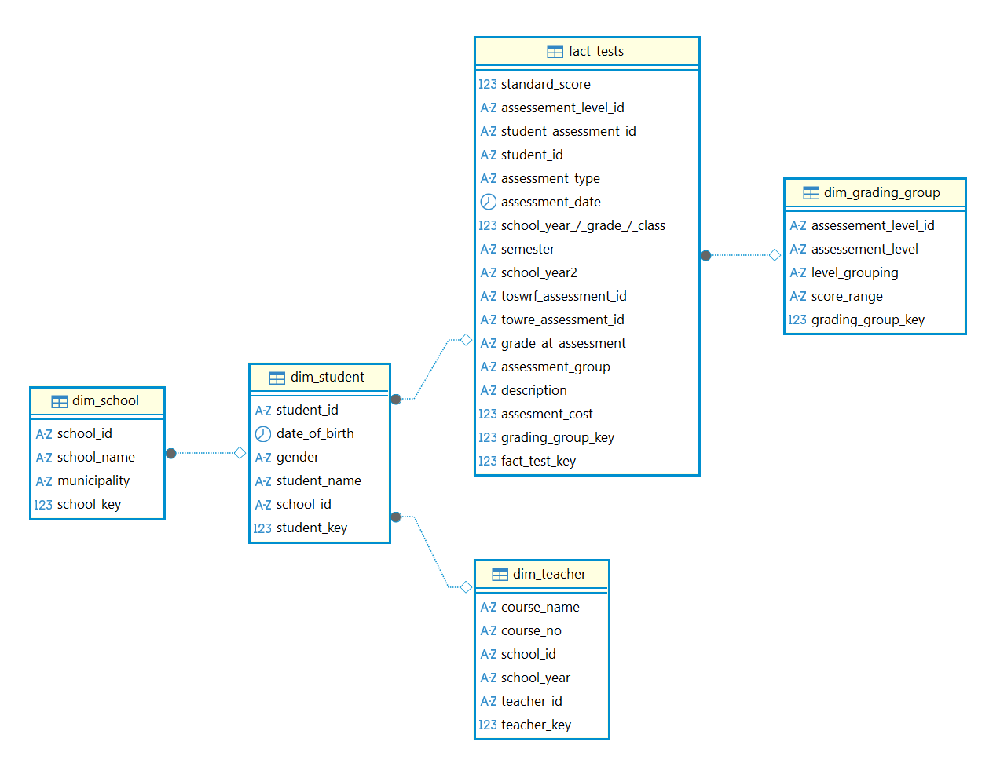 fact_tests
123 standard_score
A-Z assessement_level_id
A-Z student_assessment_id
A-Z student_id
A-Z assessment_type
assessment_date
123 school_year_/_grade_/_class
A-Z semester
A-Z school_year2
A-Z toswrf_assessment_id
A-Z towre_assessment_id
A-Z grade_at_assessment
A-Z assessment_group
A-Z description
123 assesment_cost
123 grading_group_key
123 fact_test_key
dim_grading_group
A-Z assessement_level_id
A-Z assessement_level
A-Z level_grouping
A-Z score_range
123 grading_group_key
dim_school
A-Z school_id
A-Z school_name
A-Z municipality
123 school_key
dim_student
A-Z student_id
date_of_birth
A-Z gender
A-Z student_name
A-Z school_id
123 student_key
dim_teacher
A-Z course_name
A-Z course_no
A-Z school_id
A-Z school_year
A-Z teacher_id
123 teacher_key